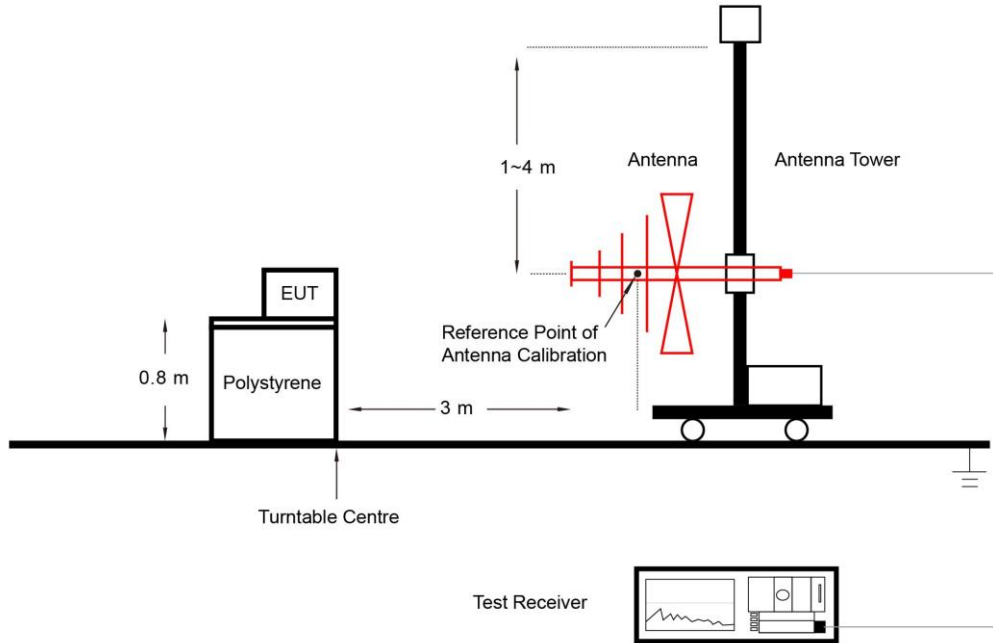 1~4 m
Antenna
Antenna Tower
EUT
Reference Point of
Antenna Calibration
0.8 m
Polystyrene
3 m
Turntable Centre
Test Receiver